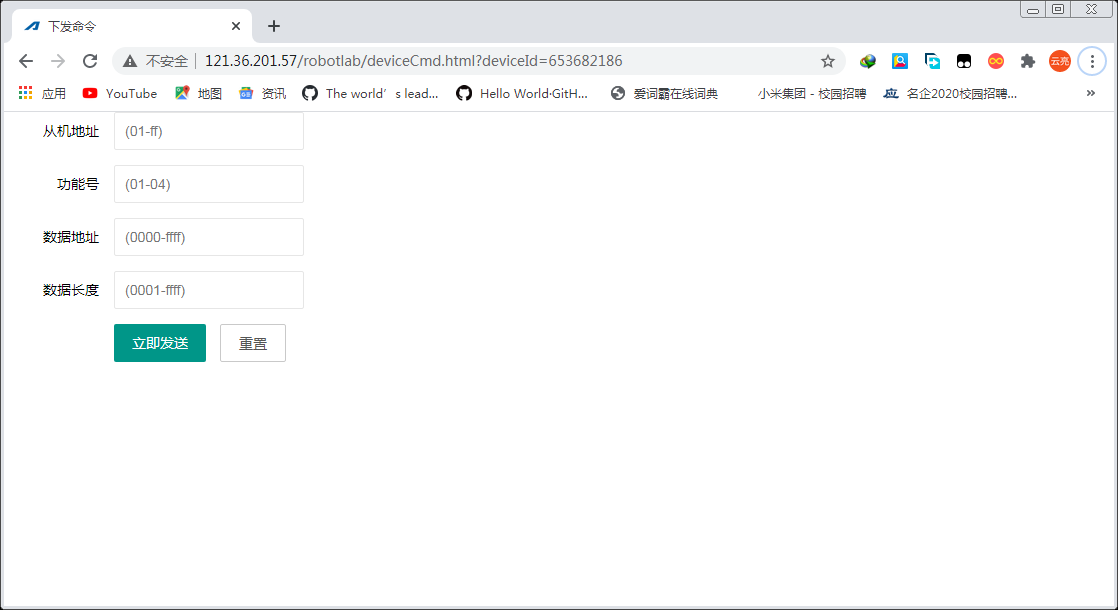 下发命令
不安全 121.36.201.57/robotlab/deviceCmd.html?deviceId=653682186
云亮
应用 YouTube 地图 资讯 The world’s lead... Hello World·GitH... 爱词霸在线词典 小米集团 - 校园招聘 名企2020校园招聘... »
从机地址 (01-ff)
功能号 (01-04)
数据地址 (0000-ffff)
数据长度 (0001-ffff)
立即发送 重置